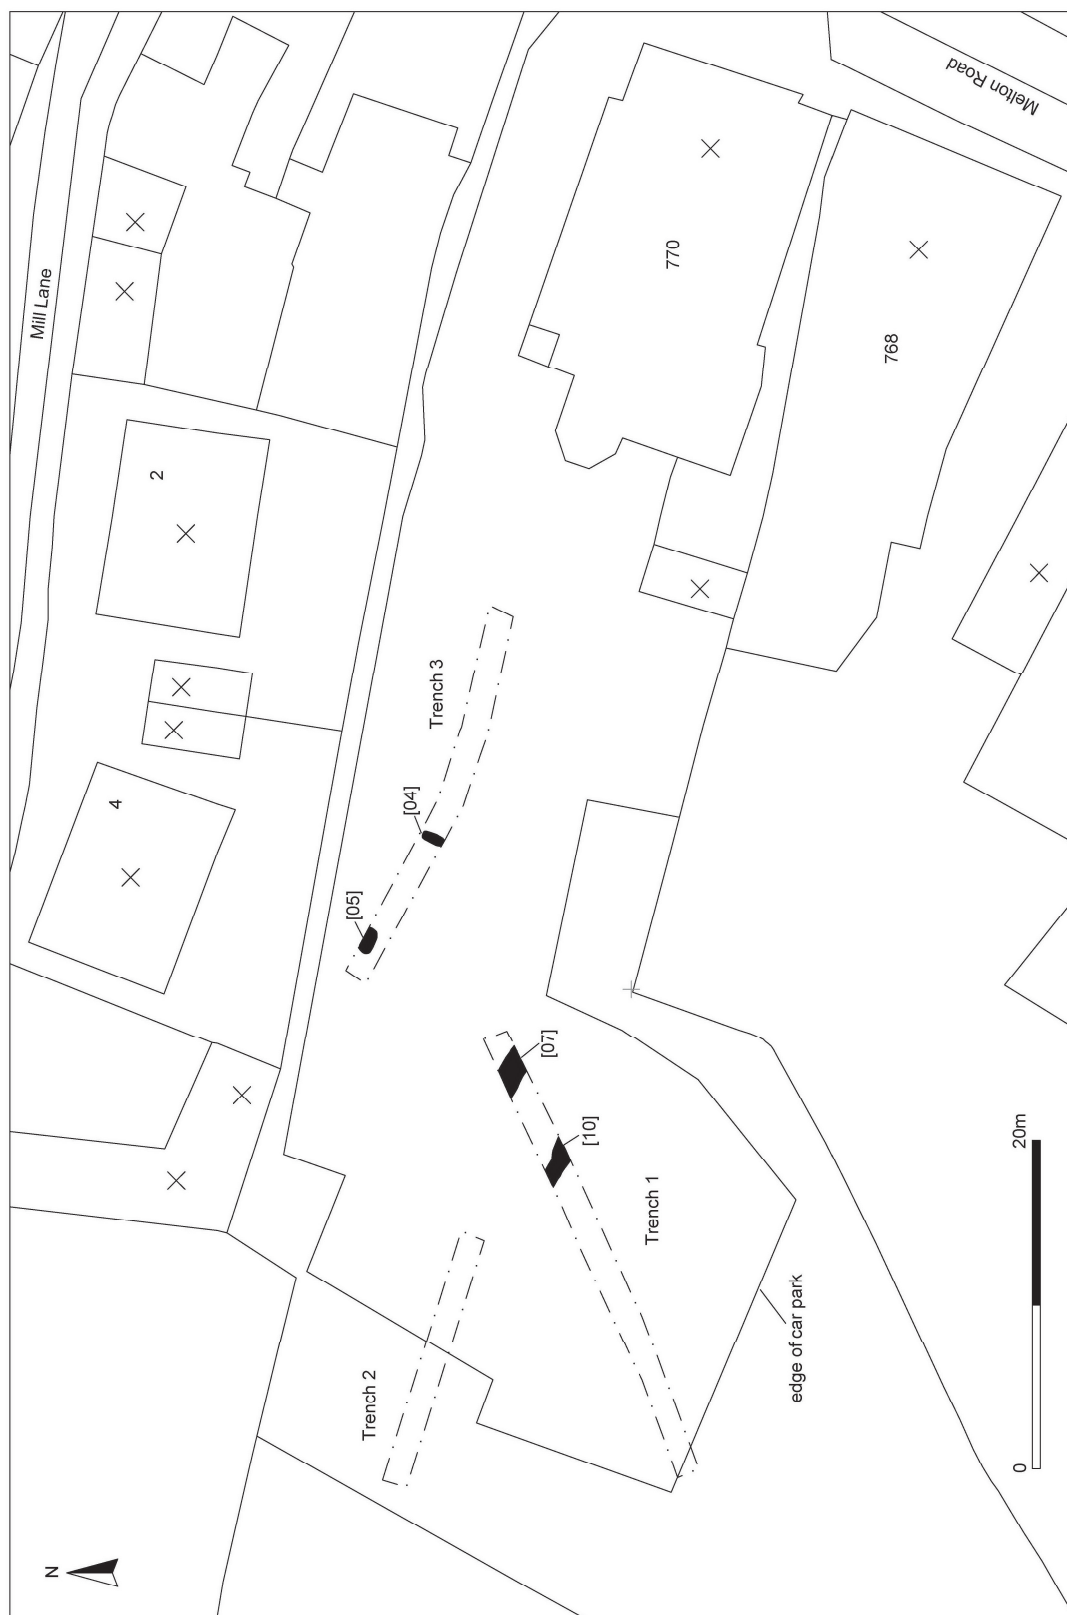 Melton Road
Mill Lane
770
768
2
4
Trench 3
[04]
[05]
[07]
[10]
Trench 1
Trench 2
edge of car park
0
20m
N